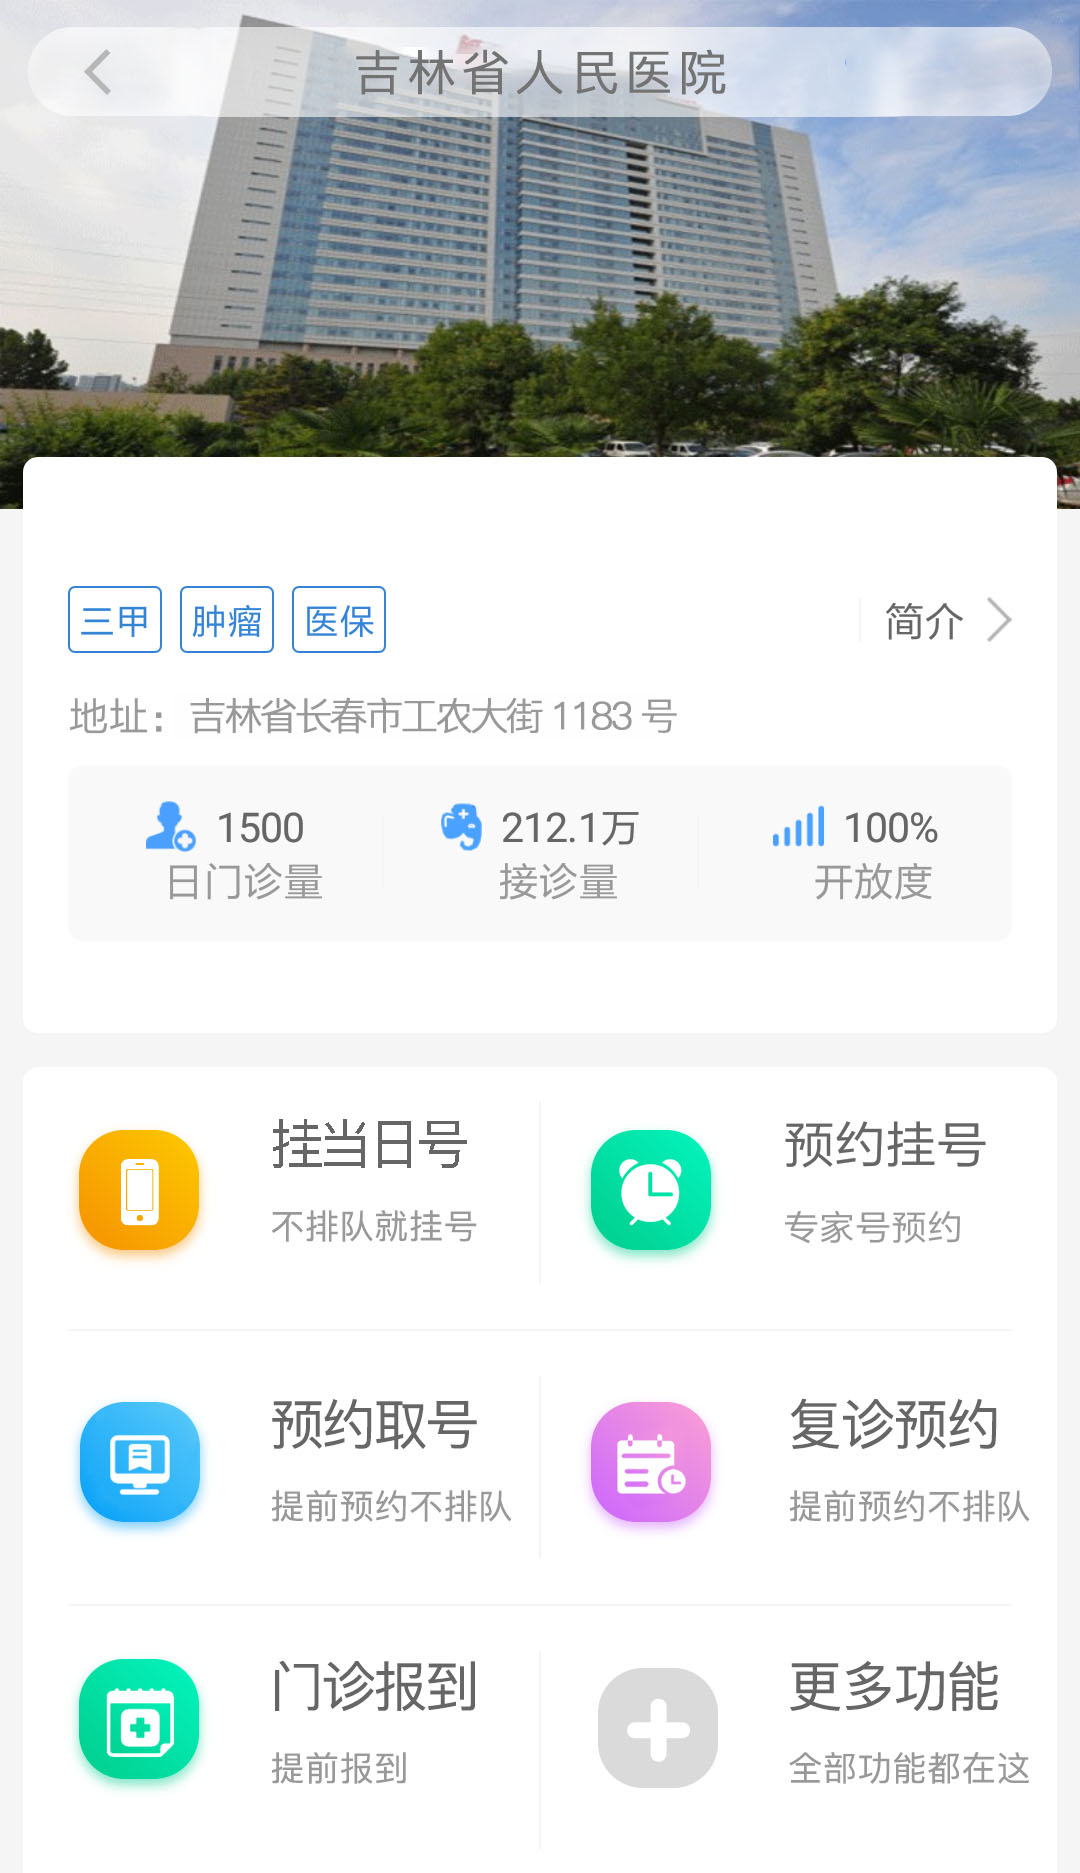 吉林省人民医院
三甲 肿瘤 医保 简介
地址： 吉林省长春市工农大街 1183 号
1500 212.1万 100%
日门诊量 接诊量 开放度
挂当日号 预约挂号
不排队就挂号 专家号预约
预约取号 复诊预约
提前预约不排队 提前预约不排队
门诊报到 更多功能
提前报到 全部功能都在这